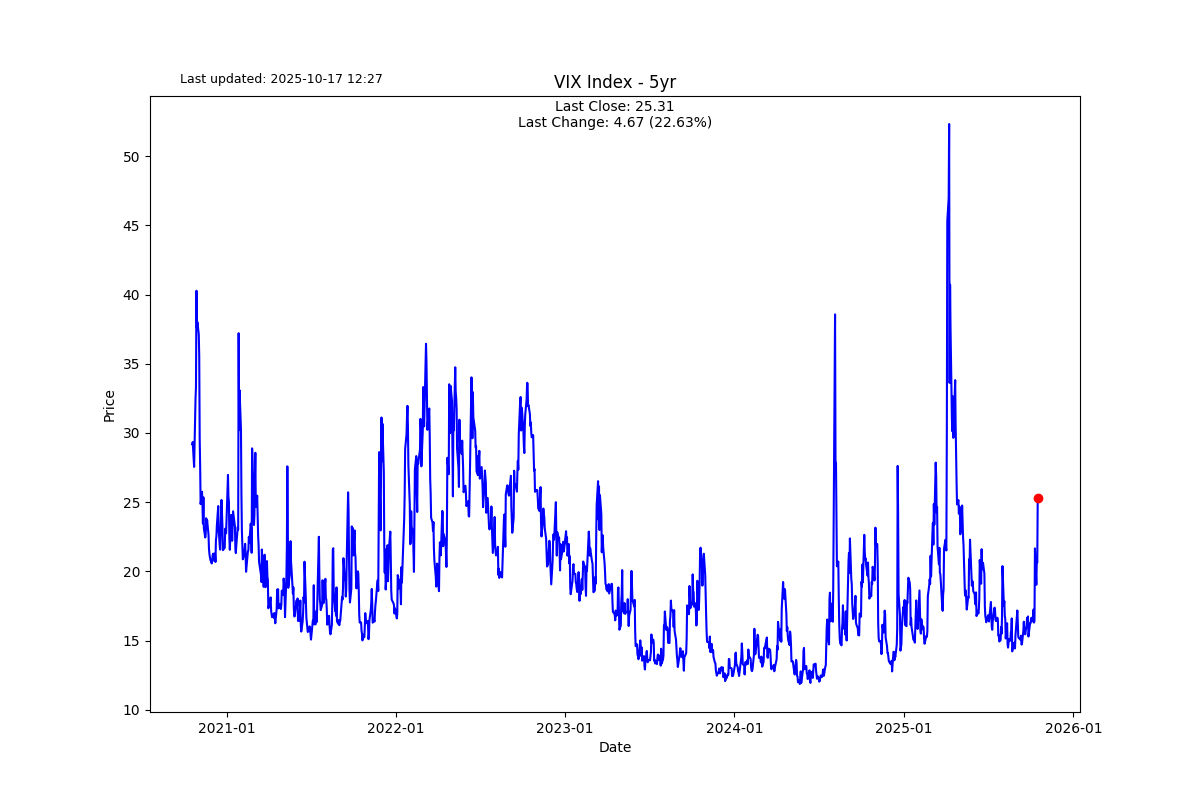 Last updated: 2025-10-17 12:27
VIX Index - 5yr
Last Close: 25.31
Last Change: 4.67 (22.63%)
Price
50
45
40
35
30
25
20
15
10
2021-01
2022-01
2023-01
2024-01
2025-01
2026-01
Date